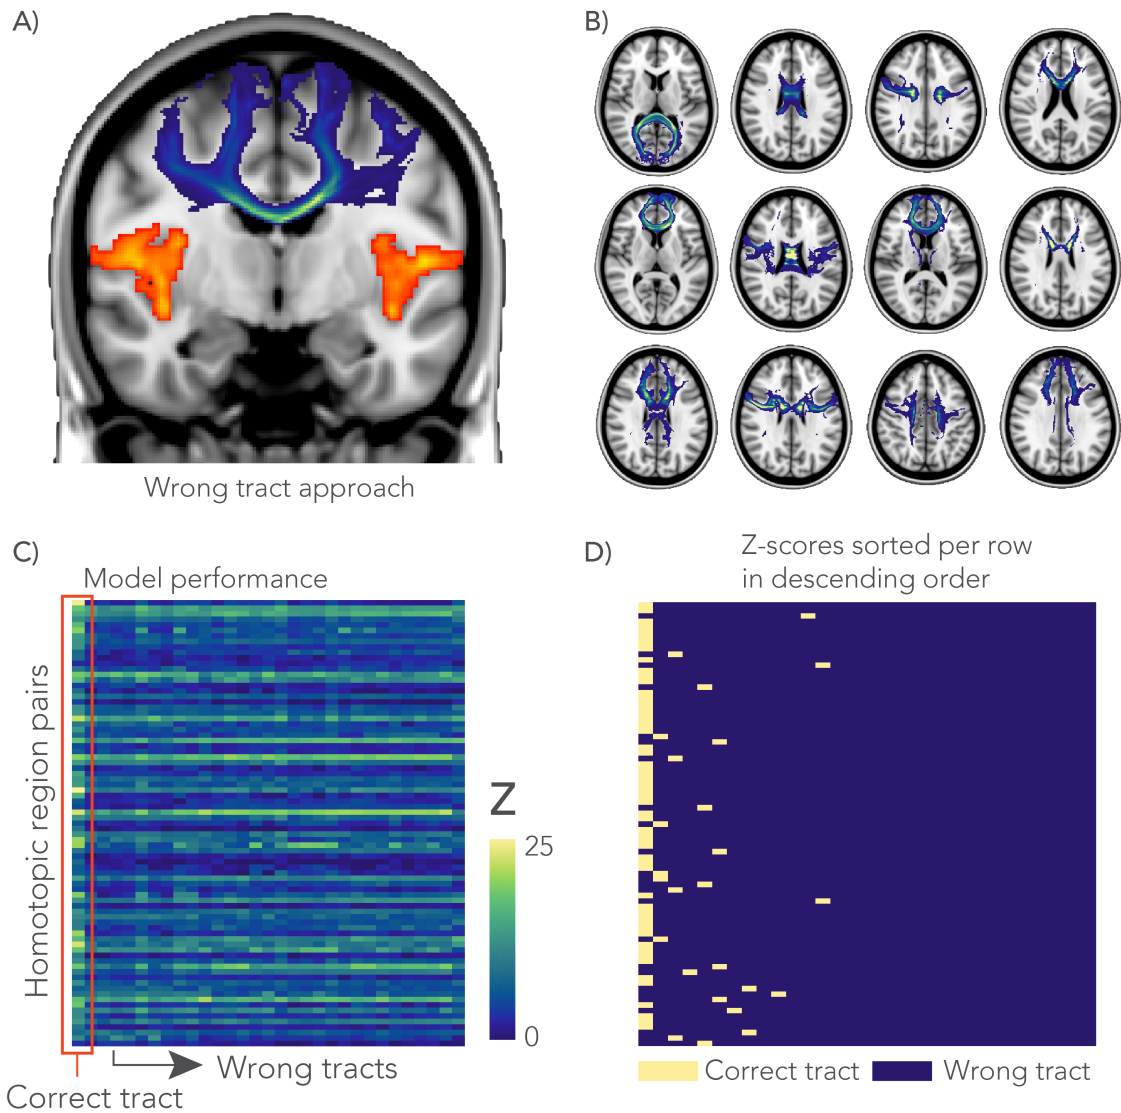 A)
B)
Wrong tract approach
C)
D)
Z-scores sorted per row
in descending order
Model performance
Homotopic region pairs
Z
25
0
Wrong tracts
Correct tract
Correct tract
Wrong tract